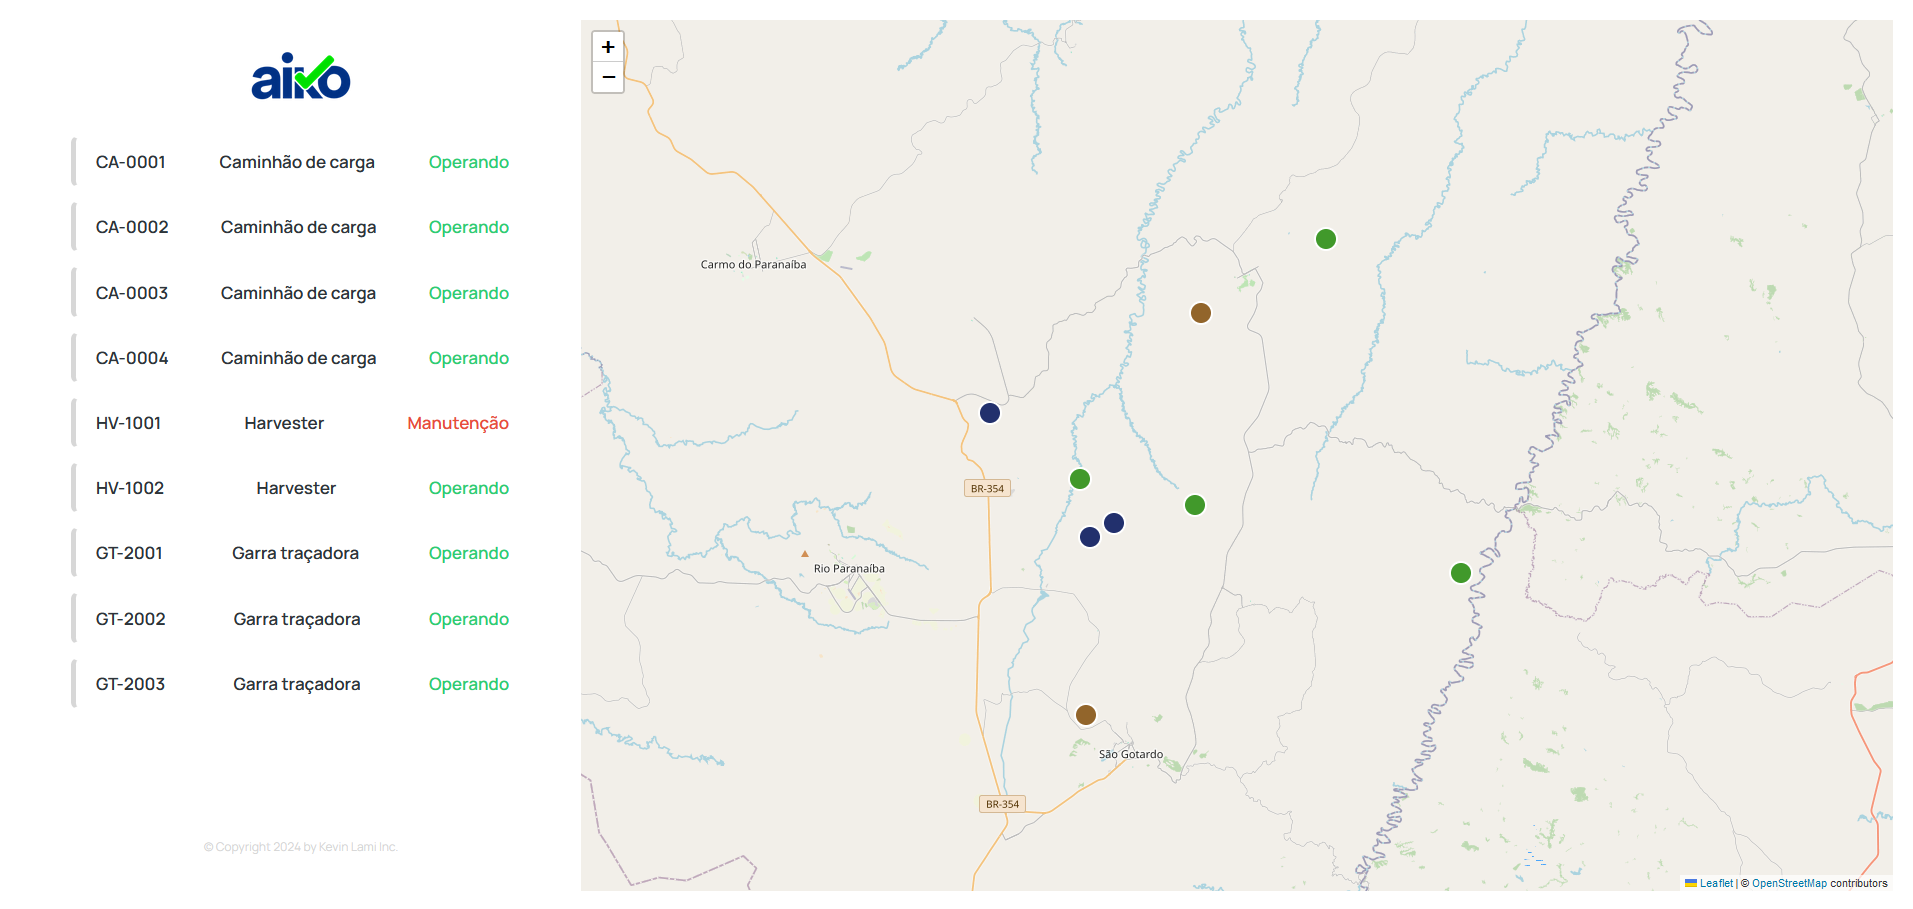 aiko
CA-0001 Caminhão de carga Operando
CA-0002 Caminhão de carga Operando
CA-0003 Caminhão de carga Operando
CA-0004 Caminhão de carga Operando
HV-1001 Harvester Manutenção
HV-1002 Harvester Operando
GT-2001 Garra traçadora Operando
GT-2002 Garra traçadora Operando
GT-2003 Garra traçadora Operando
© Copyright 2024 by Kevin Lami Inc.
+
−
Carmo do Paranaíba
BR-354
Rio Paranaíba
São Gotardo
BR-354
Leaflet | © OpenStreetMap contributors